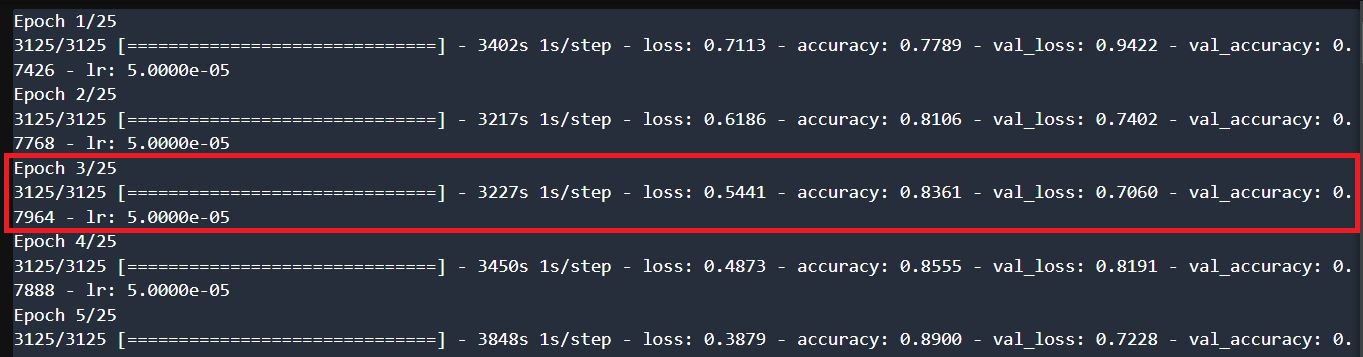 Epoch 1/25
3125/3125 [==============================] - 3402s 1s/step - loss: 0.7113 - accuracy: 0.7789 - val_loss: 0.9422 - val_accuracy: 0.
7426 - lr: 5.0000e-05
Epoch 2/25
3125/3125 [==============================] - 3217s 1s/step - loss: 0.6186 - accuracy: 0.8106 - val_loss: 0.7402 - val_accuracy: 0.
7768 - lr: 5.0000e-05
Epoch 3/25
3125/3125 [==============================] - 3227s 1s/step - loss: 0.5441 - accuracy: 0.8361 - val_loss: 0.7060 - val_accuracy: 0.
7964 - lr: 5.0000e-05
Epoch 4/25
3125/3125 [==============================] - 3450s 1s/step - loss: 0.4873 - accuracy: 0.8555 - val_loss: 0.8191 - val_accuracy: 0.
7888 - lr: 5.0000e-05
Epoch 5/25
3125/3125 [==============================] - 3848s 1s/step - loss: 0.3879 - accuracy: 0.8900 - val_loss: 0.7228 - val_accuracy: 0.